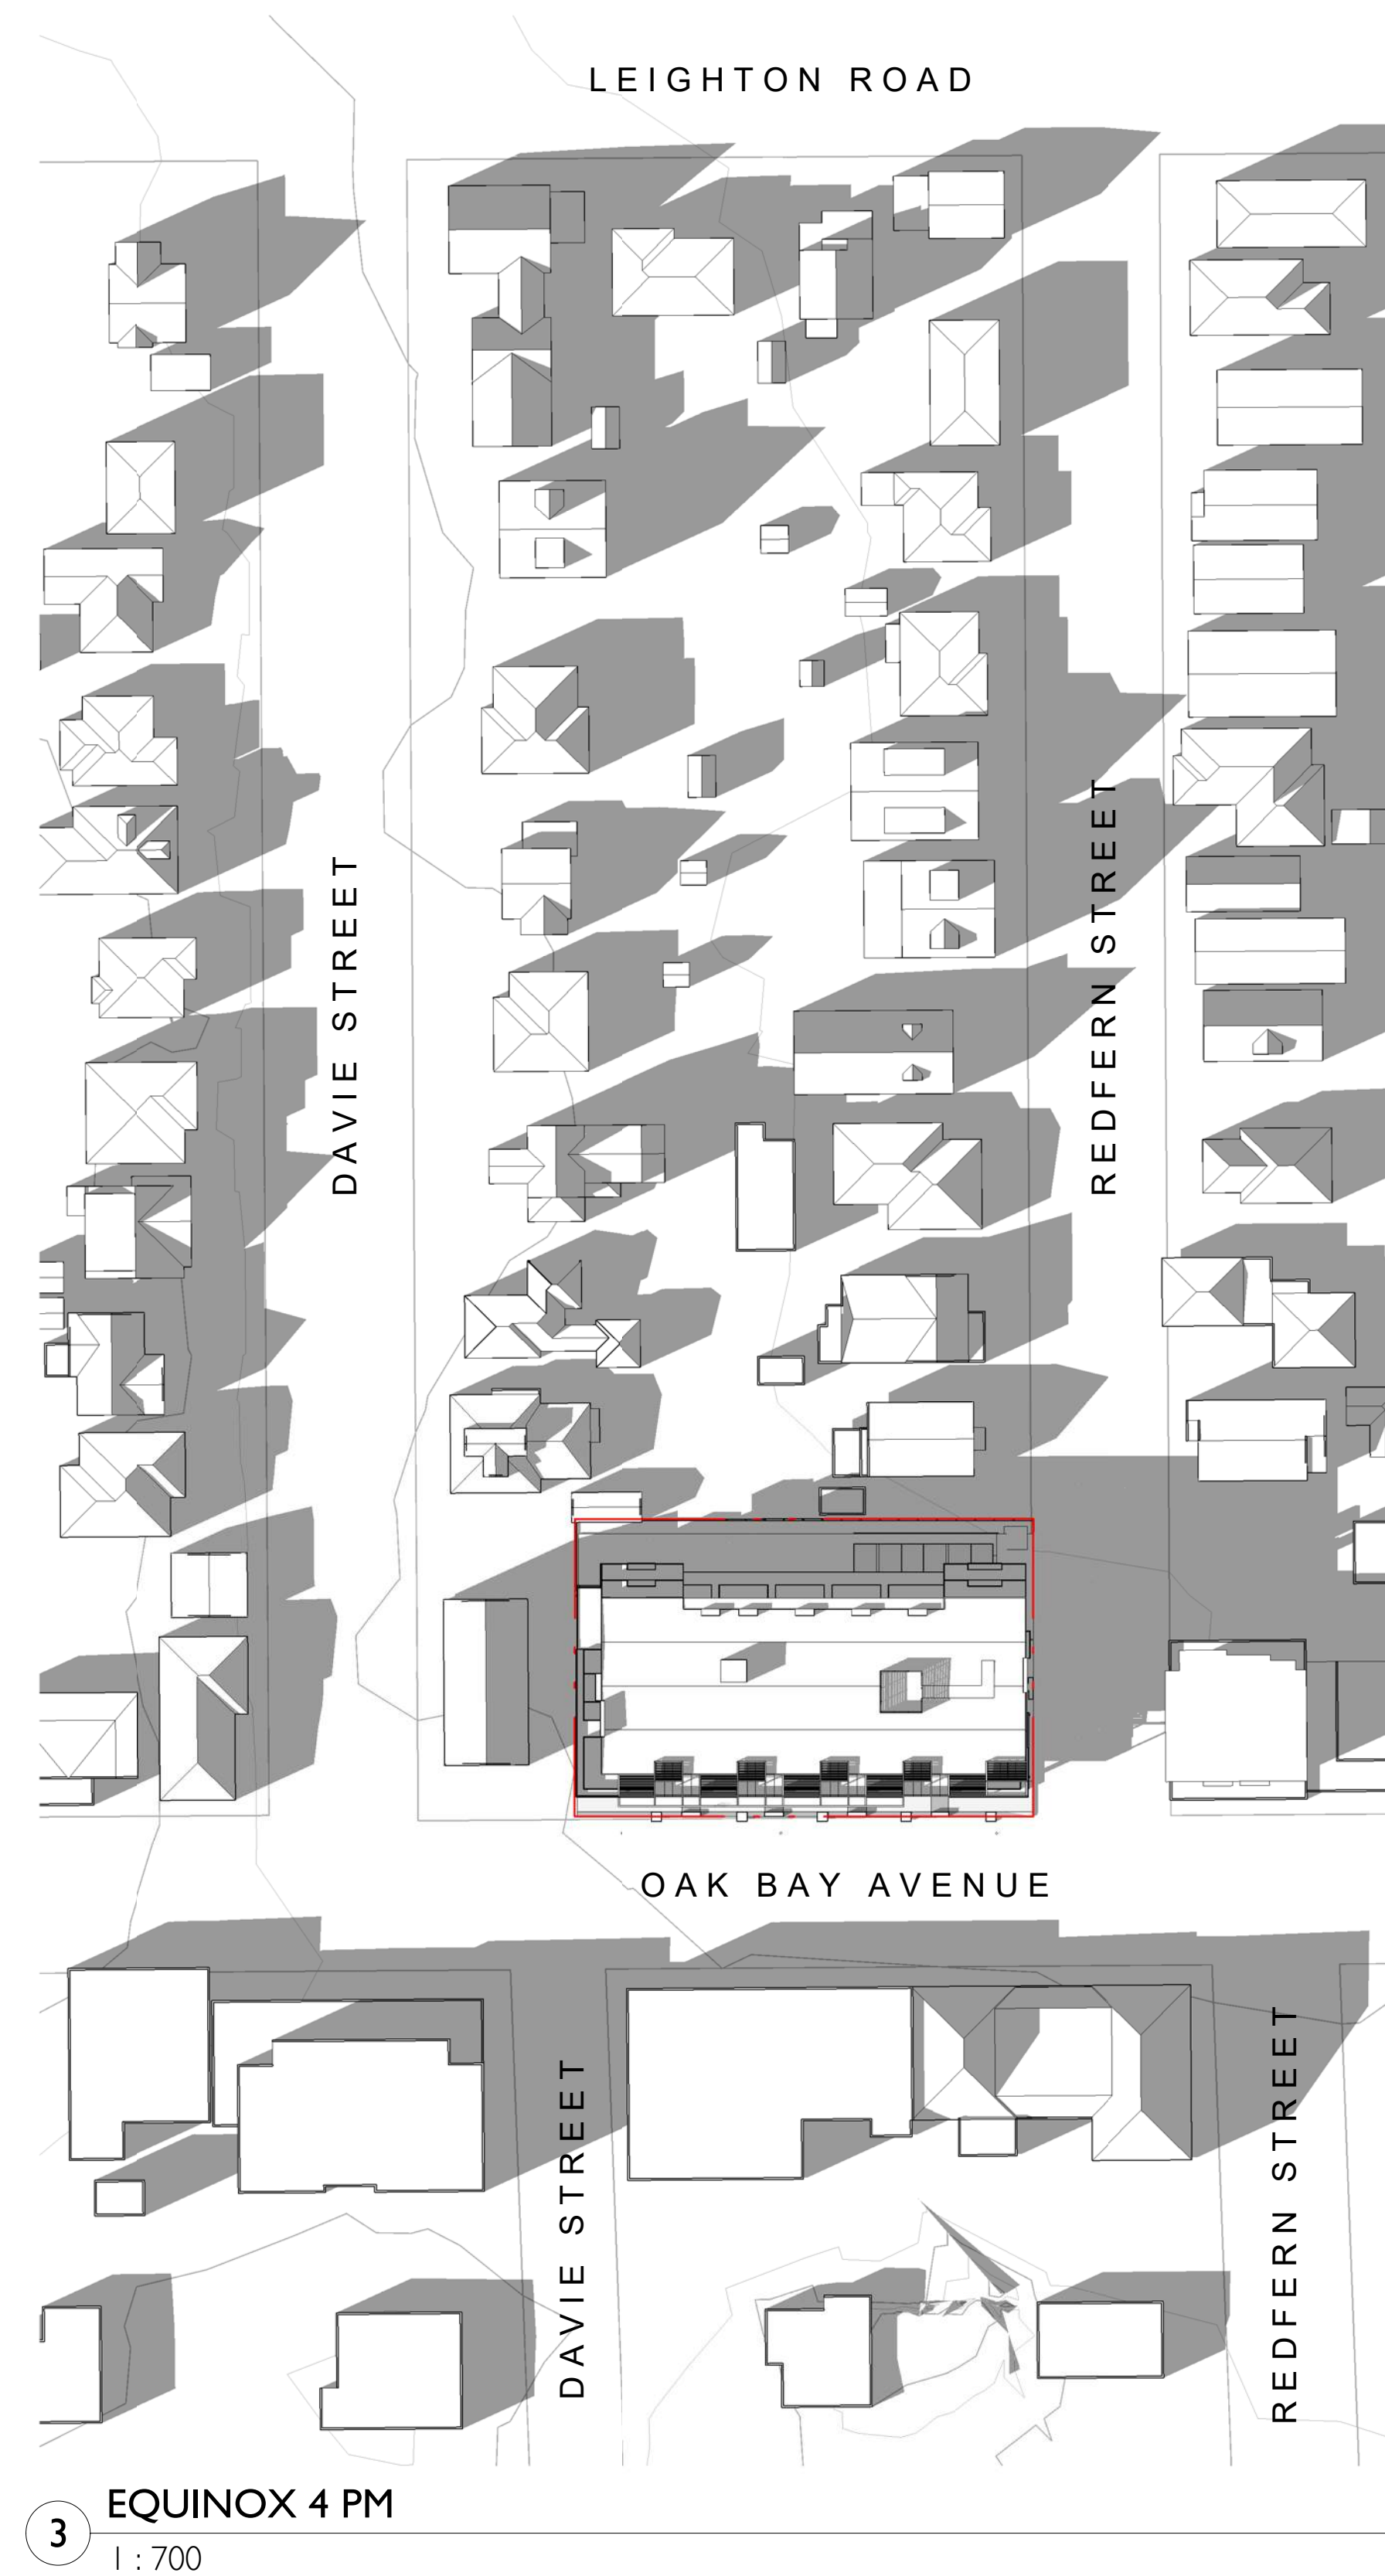 LEIGHTON ROAD
DAVIE STREET
REDFERN STREET
OAK BAY AVENUE
DAVIE STREET
REDFERN STREET
3
EQUINOX 4 PM
1 : 700